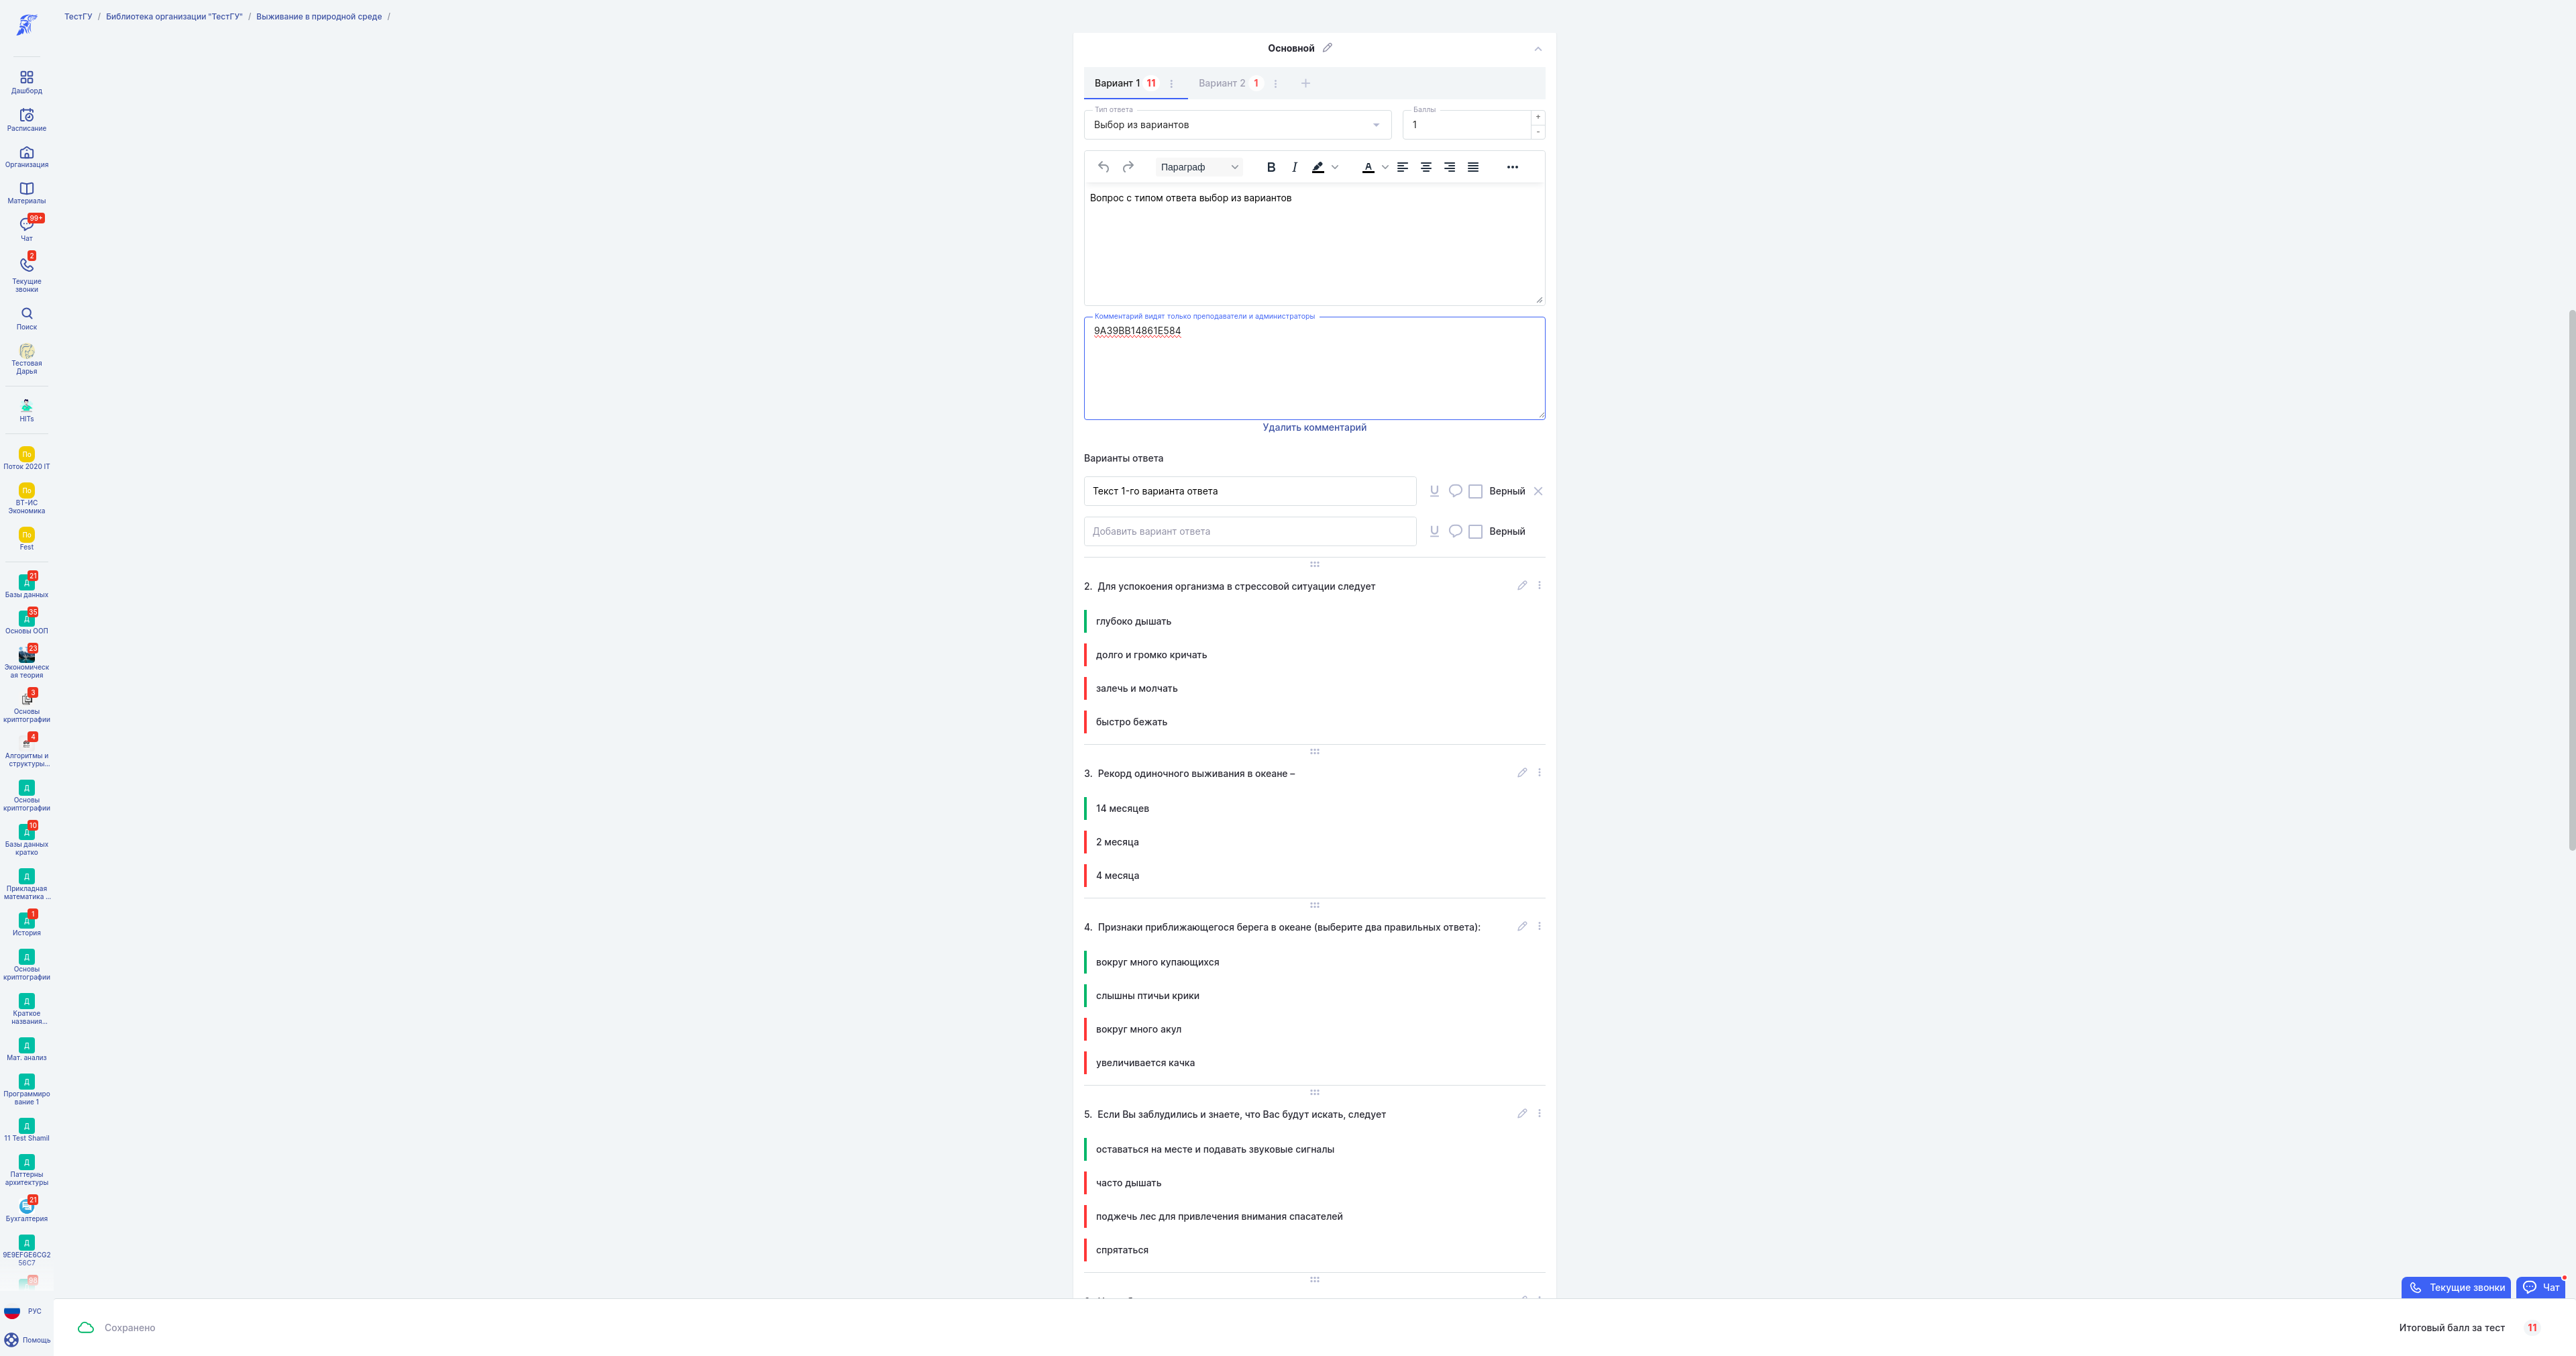 ТестГУ / Библиотека организации "ТестГУ" / Выживание в природной среде /
Дашборд
Расписание
Организация
Материалы
99+
Чат
2
Текущие
звонки
Поиск
Тестовая
Дарья
HITs
По
Поток 2020 IT
По
ВТ-ИС
Экономика
По
Fest
Д 21
Базы данных
Д 35
Основы ООП
23
Экономическ
ая теория
3
Основы
криптографии
4
Алгоритмы и
структуры...
Д
Основы
криптографии
Д 10
Базы данных
кратко
Д
Прикладная
математика ...
Д 1
История
Д
Основы
криптографии
Д
Краткое
названия...
Д
Мат. анализ
Д
Программиро
вание 1
Д
11 Test Shamil
Д
Паттерны
архитектуры
21
Бухгалтерия
Д
9E9EFGE6CG2
56C7
РУС
Помощь
Основной
Вариант 1 11
Вариант 2 1
Тип ответа
Выбор из вариантов
Баллы
1
+
-
Параграф
B I A
Вопрос с типом ответа выбор из вариантов
Комментарий видят только преподаватели и администраторы
9A39BB14861E584
Удалить комментарий
Варианты ответа
Текст 1-го варианта ответа
Верный
Добавить вариант ответа
Верный
2. Для успокоения организма в стрессовой ситуации следует
глубоко дышать
долго и громко кричать
залечь и молчать
быстро бежать
3. Рекорд одиночного выживания в океане –
14 месяцев
2 месяца
4 месяца
4. Признаки приближающегося берега в океане (выберите два правильных ответа):
вокруг много купающихся
слышны птичьи крики
вокруг много акул
увеличивается качка
5. Если Вы заблудились и знаете, что Вас будут искать, следует
оставаться на месте и подавать звуковые сигналы
часто дышать
поджечь лес для привлечения внимания спасателей
спрятаться
Текущие звонки
Чат
Сохранено
Итоговый балл за тест 11